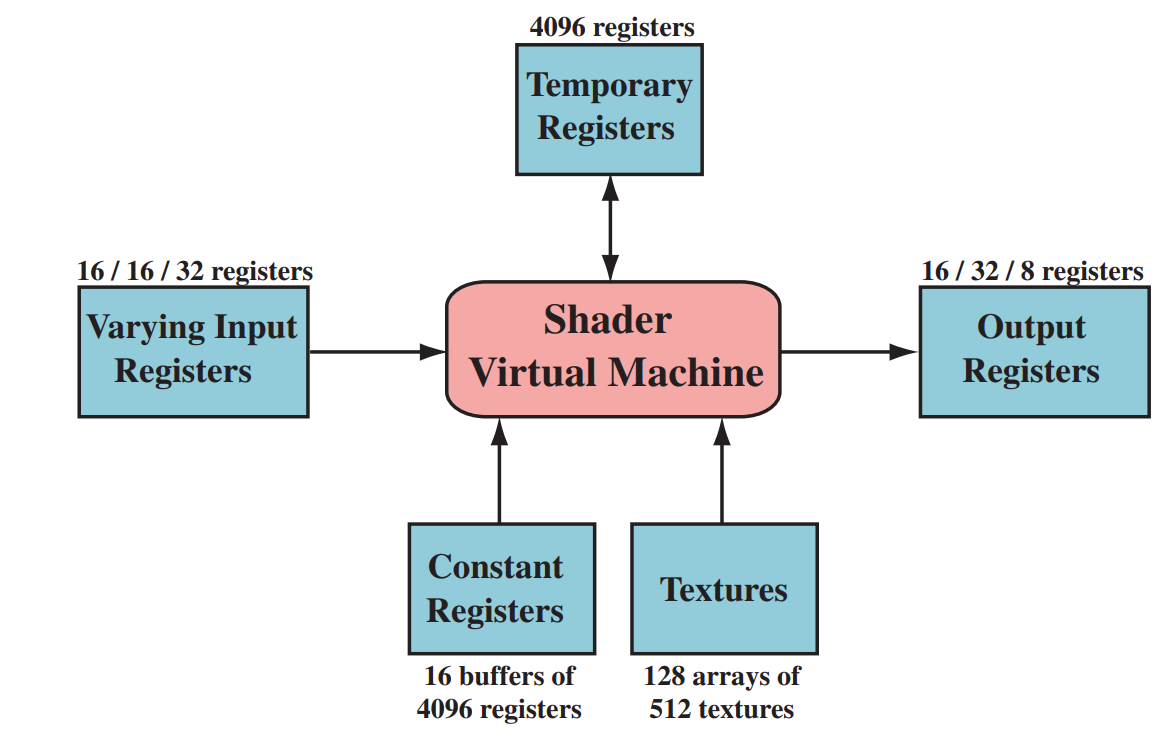 4096 registers
Temporary
Registers
16 / 16 / 32 registers
Varying Input
Registers
Shader
Virtual Machine
16 / 32 / 8 registers
Output
Registers
Constant
Registers
16 buffers of
4096 registers
Textures
128 arrays of
512 textures